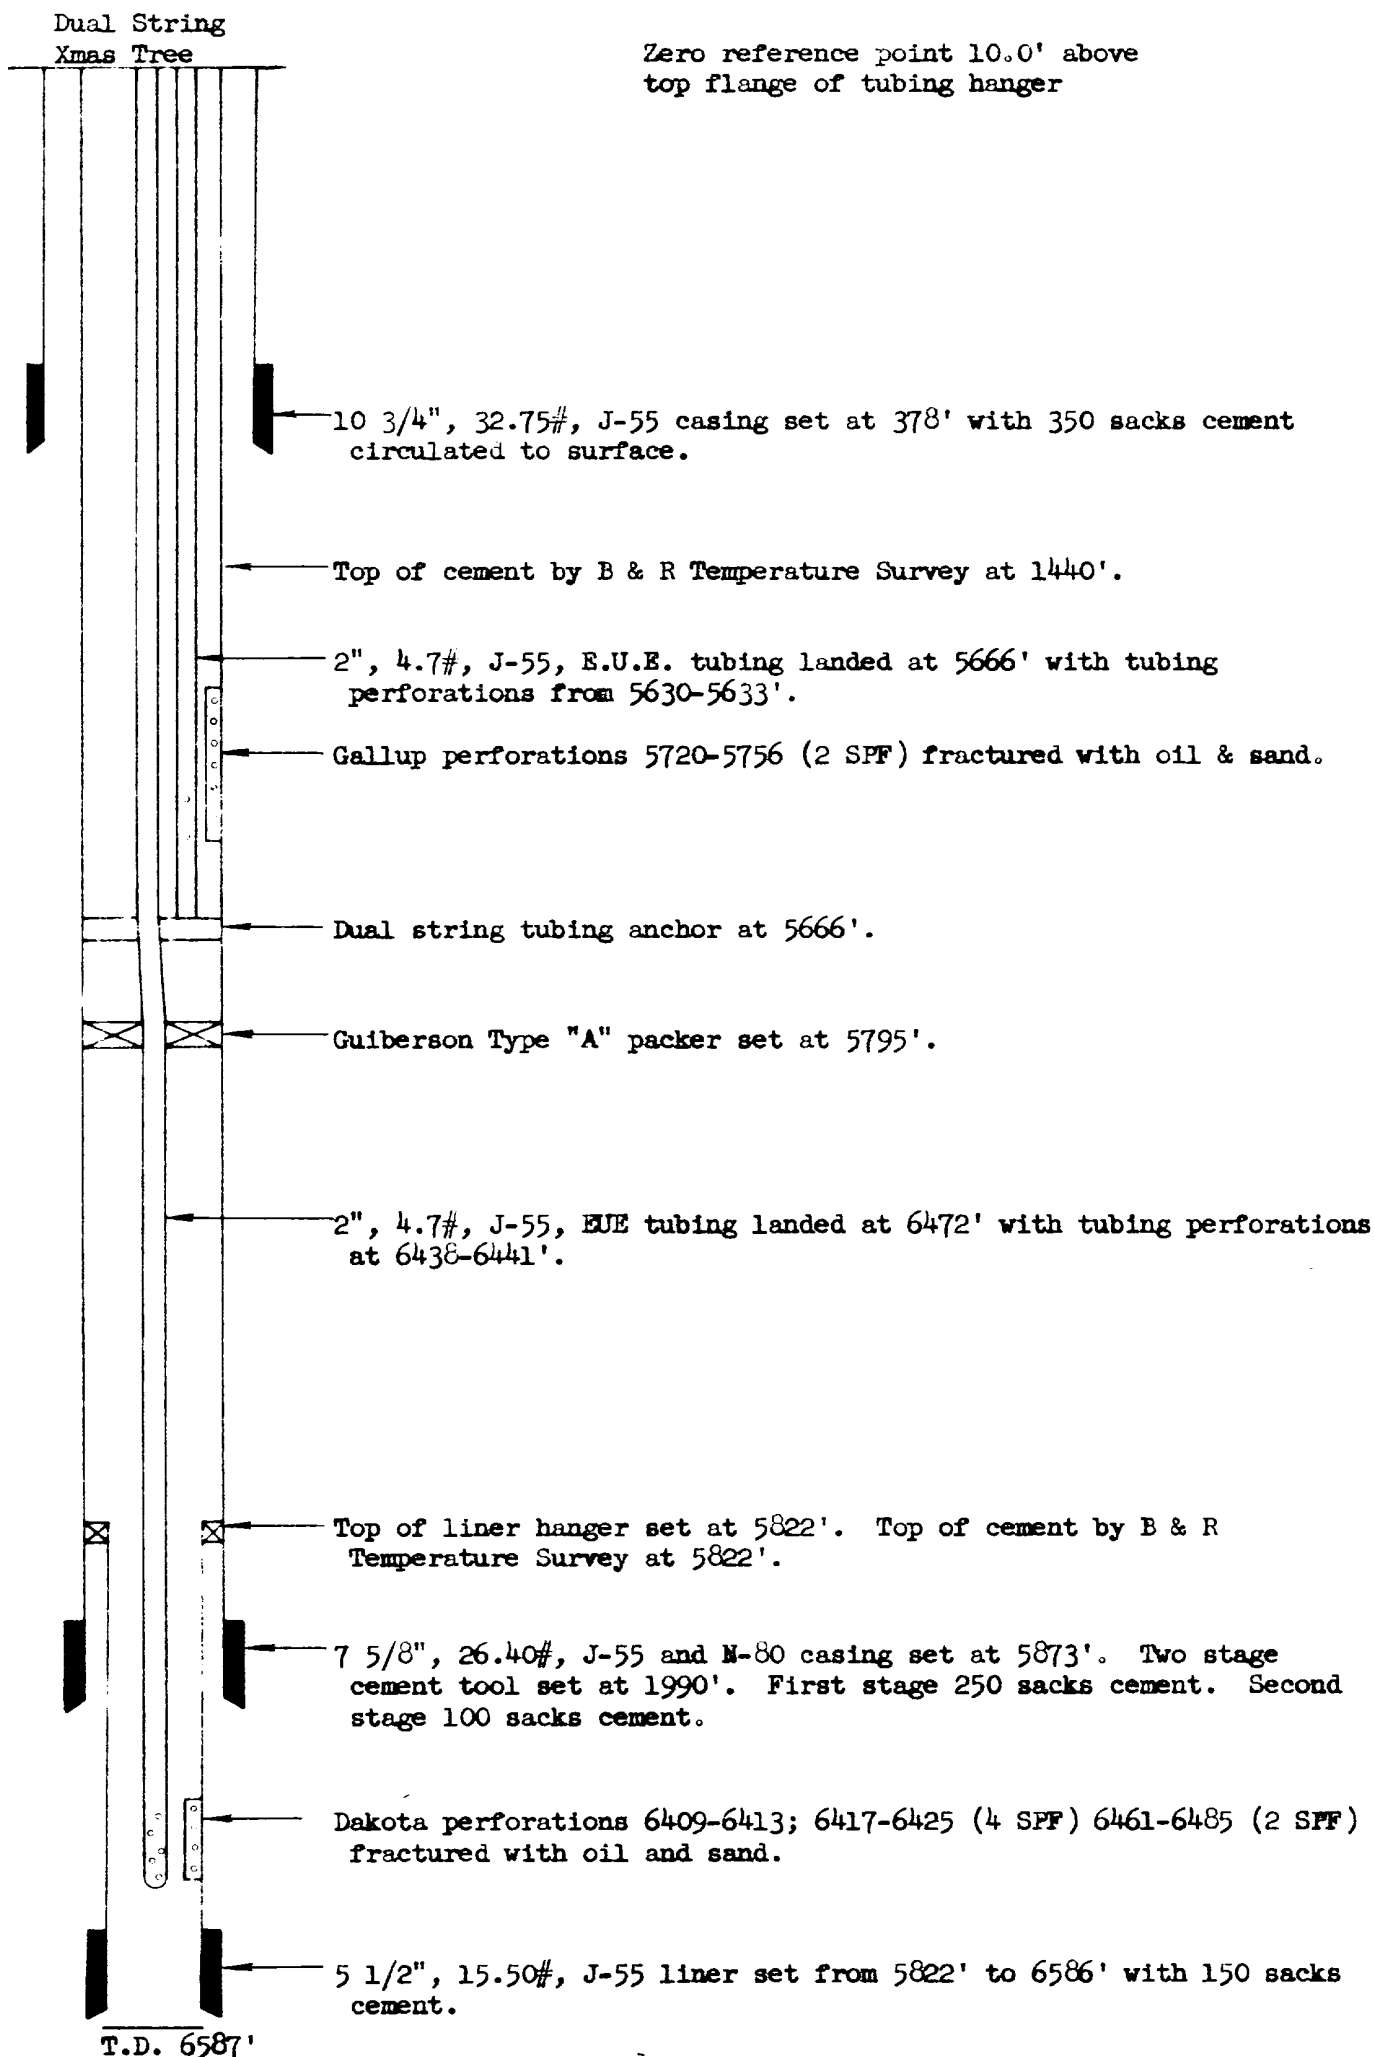 Dual String
Xmas Tree
Zero reference point 10.0' above
top flange of tubing hanger
10 3/4", 32.75#, J-55 casing set at 378' with 350 sacks cement
circulated to surface.
Top of cement by B & R Temperature Survey at 1440'.
2", 4.7#, J-55, E.U.E. tubing landed at 5666' with tubing
perforations from 5630-5633'.
Gallup perforations 5720-5756 (2 SPF) fractured with oil & sand.
Dual string tubing anchor at 5666'.
Guiberson Type "A" packer set at 5795'.
2", 4.7#, J-55, EUE tubing landed at 6472' with tubing perforations
at 6438-6441'.
Top of liner hanger set at 5822'. Top of cement by B & R
Temperature Survey at 5822'.
7 5/8", 26.40#, J-55 and N-80 casing set at 5873'. Two stage
cement tool set at 1990'. First stage 250 sacks cement. Second
stage 100 sacks cement.
Dakota perforations 6409-6413; 6417-6425 (4 SPF) 6461-6485 (2 SPF)
fractured with oil and sand.
5 1/2", 15.50#, J-55 liner set from 5822' to 6586' with 150 sacks
cement.
T.D. 6587'